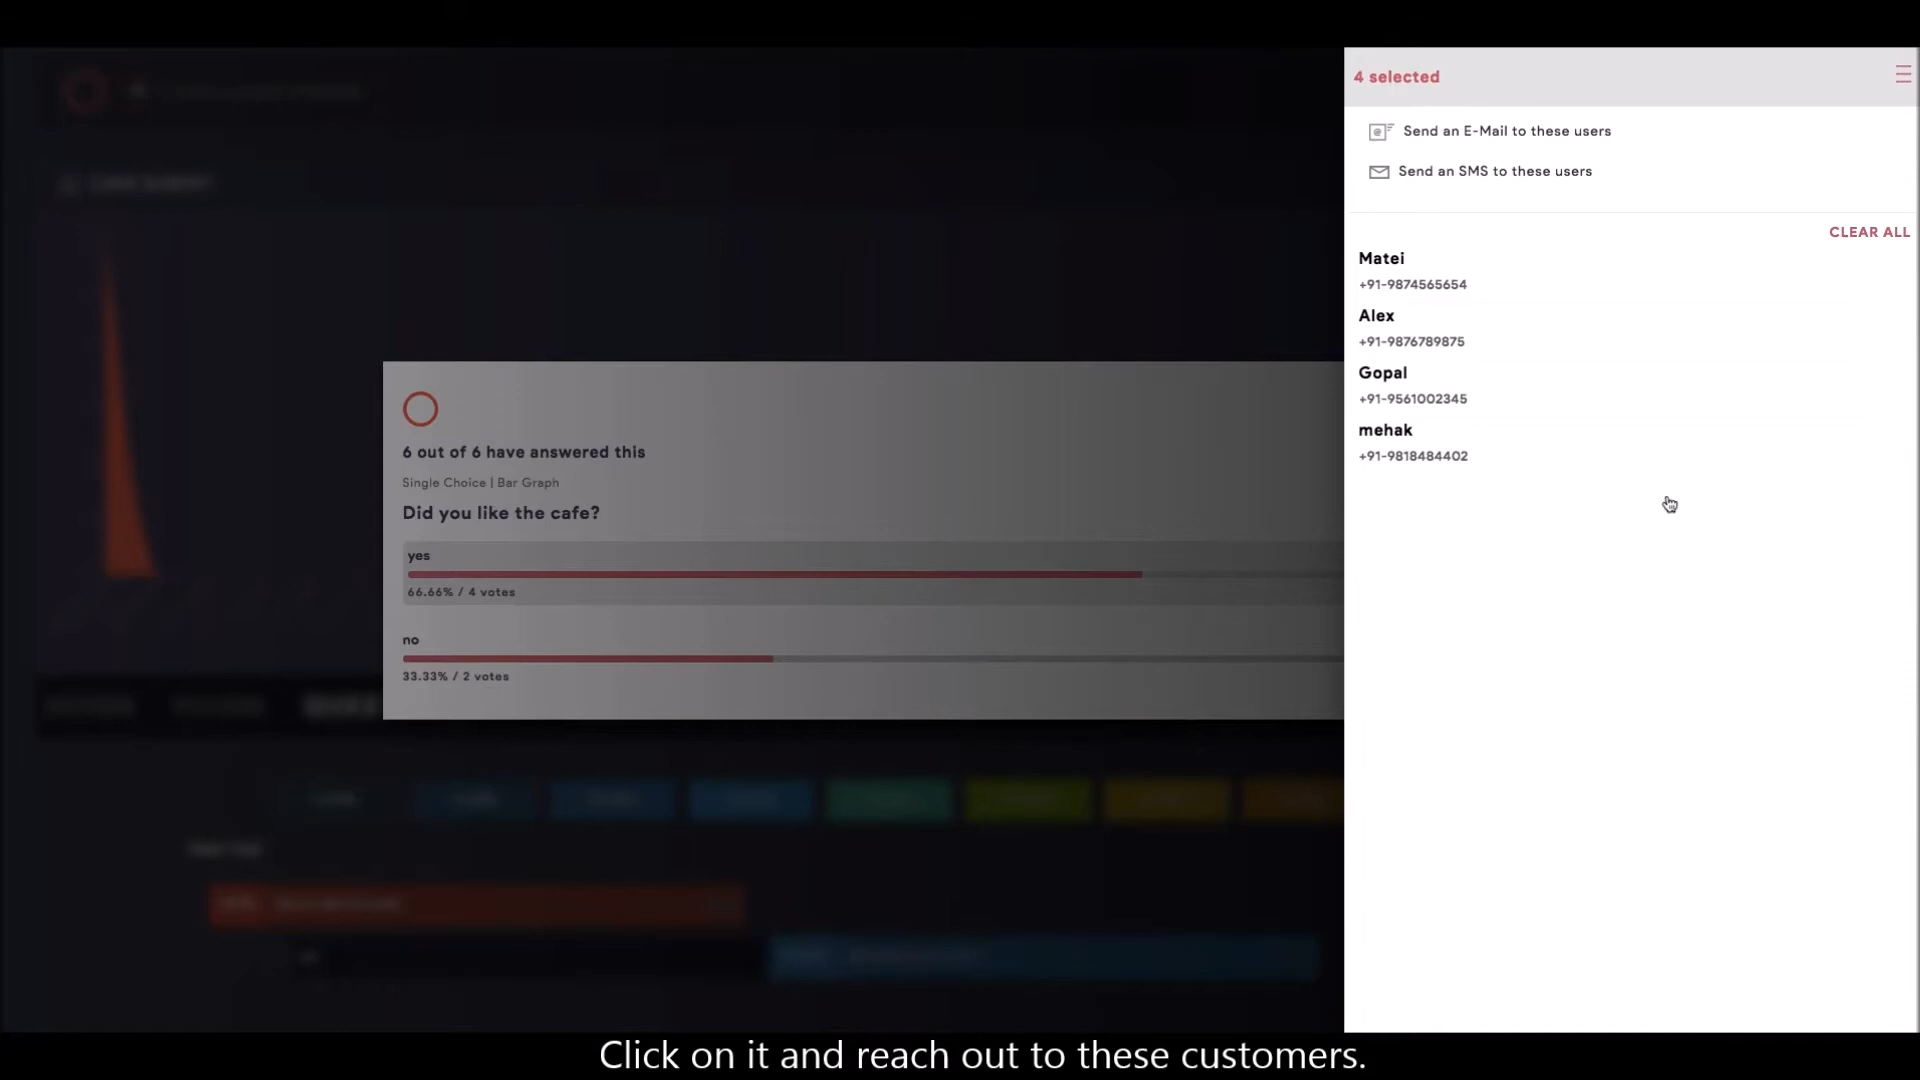 4 selected
Send an E-Mail to these users
Send an SMS to these users
CLEAR ALL
Matei
+91-9874565654
Alex
+91-9876789875
Gopal
+91-9561002345
mehak
+91-9818484402
6 out of 6 have answered this
Single Choice | Bar Graph
Did you like the cafe?
yes
66.66% / 4 votes
no
33.33% / 2 votes
Click on it and reach out to these customers.